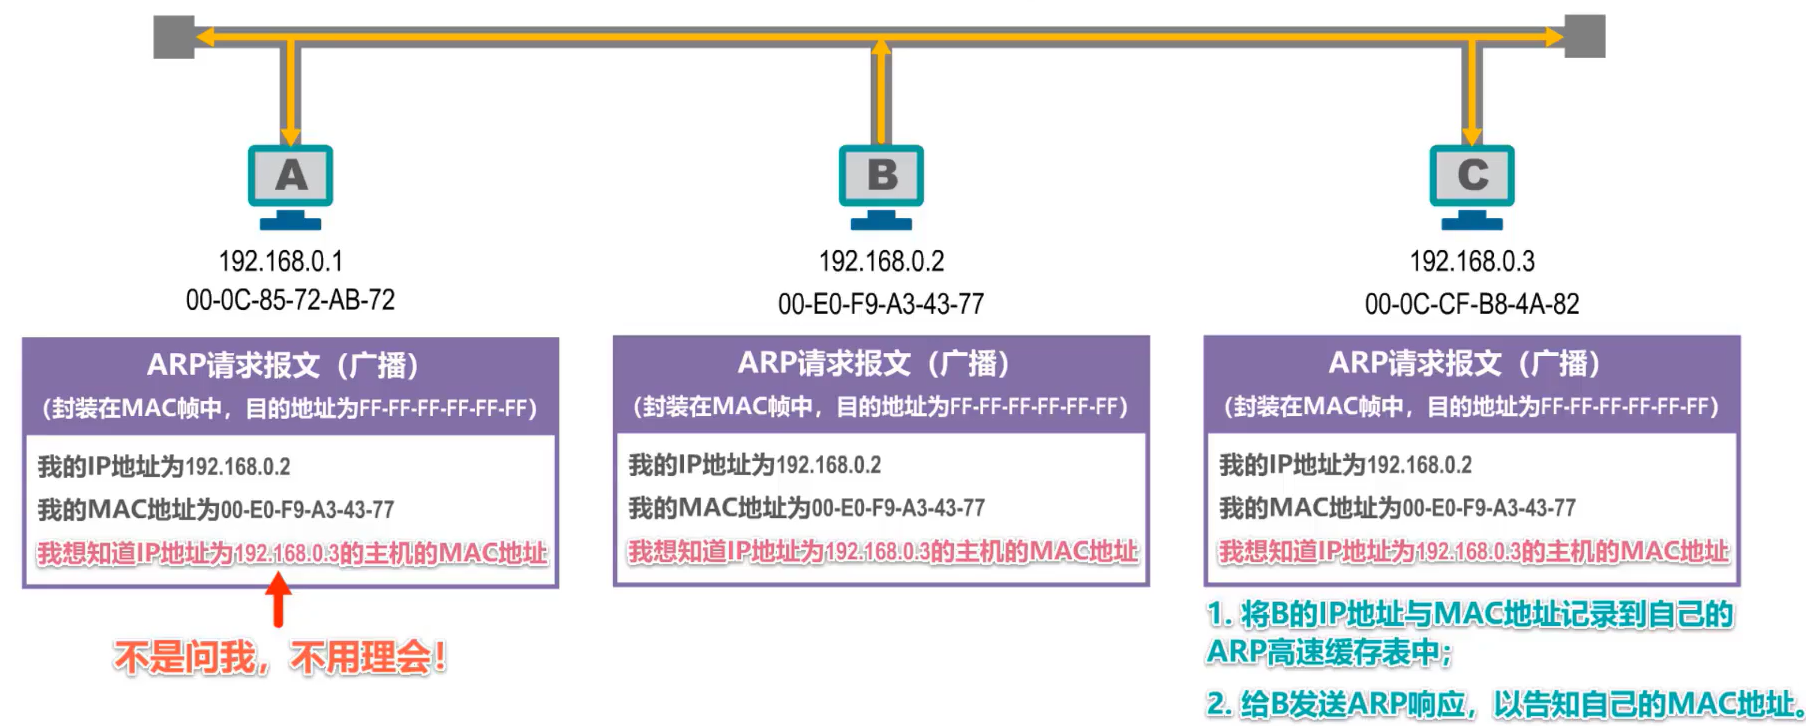 A
B
C
192.168.0.1
00-0C-85-72-AB-72
192.168.0.2
00-E0-F9-A3-43-77
192.168.0.3
00-0C-CF-B8-4A-82
ARP请求报文（广播）
（封装在MAC帧中，目的地址为FF-FF-FF-FF-FF-FF）
我的IP地址为192.168.0.2
我的MAC地址为00-E0-F9-A3-43-77
我想知道IP地址为192.168.0.3的主机的MAC地址
不是问我，不用理会！
ARP请求报文（广播）
（封装在MAC帧中，目的地址为FF-FF-FF-FF-FF-FF）
我的IP地址为192.168.0.2
我的MAC地址为00-E0-F9-A3-43-77
我想知道IP地址为192.168.0.3的主机的MAC地址
ARP请求报文（广播）
（封装在MAC帧中，目的地址为FF-FF-FF-FF-FF-FF）
我的IP地址为192.168.0.2
我的MAC地址为00-E0-F9-A3-43-77
我想知道IP地址为192.168.0.3的主机的MAC地址
1. 将B的IP地址与MAC地址记录到自己的
ARP高速缓存表中；
2. 给B发送ARP响应，以告知自己的MAC地址。